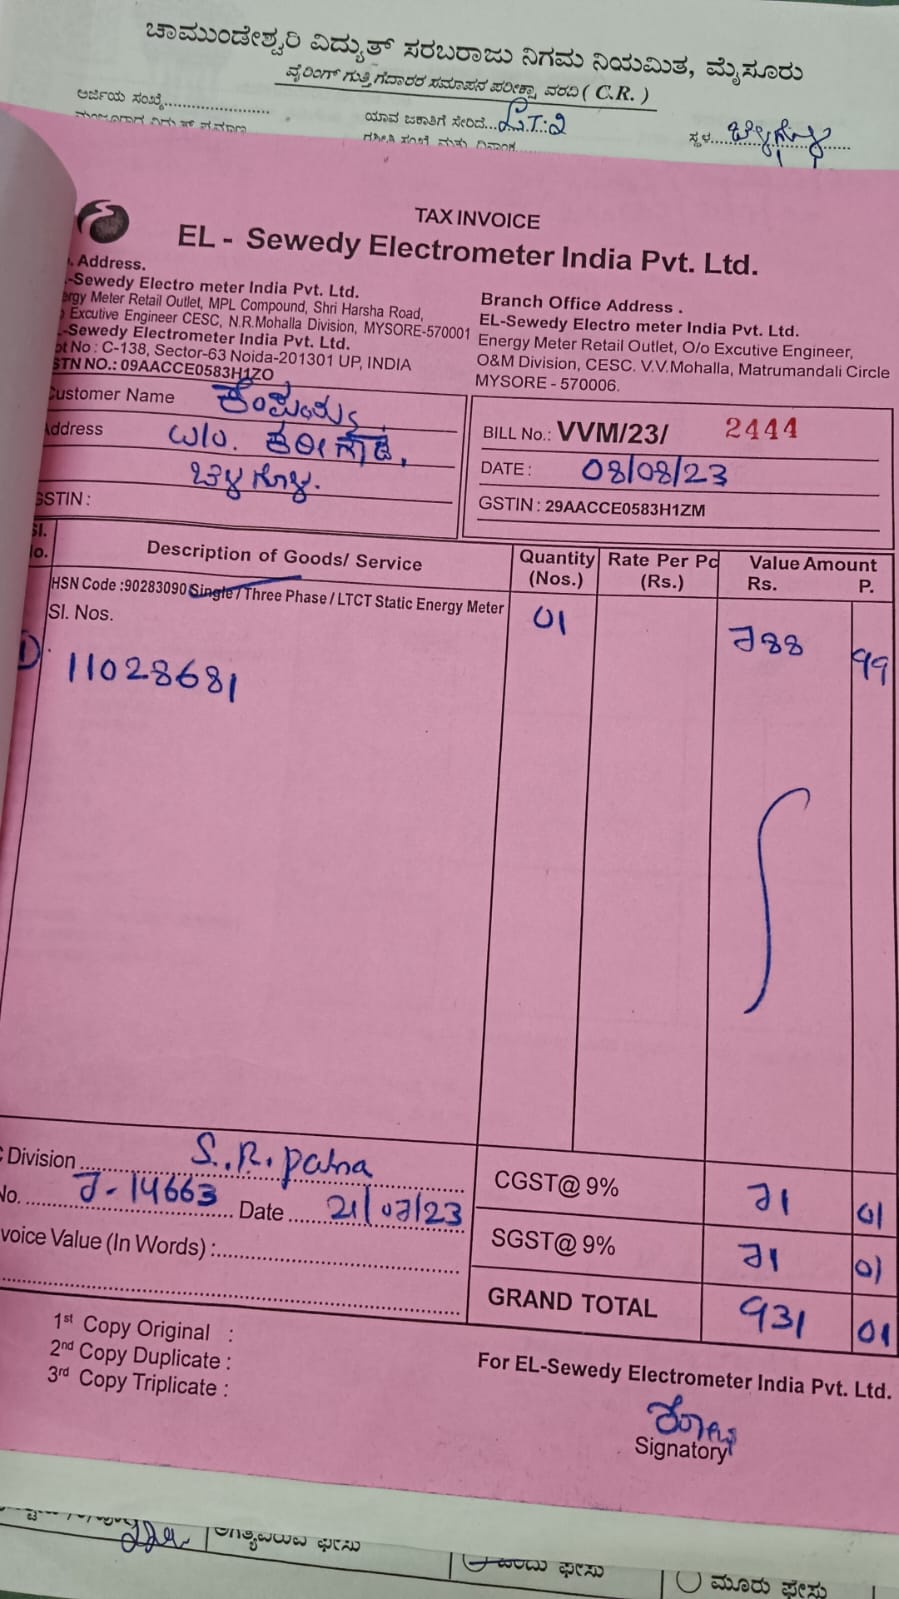 ಚಾಮುಂಡೇಶ್ವರಿ ವಿದ್ಯುತ್ ಸರಬರಾಜು ನಿಗಮ ನಿಯಮಿತ, ಮೈಸೂರು
ವೈರಿಂಗ್ ಗುತ್ತಿಗೆದಾರರ ಸಮಾಪನ ಪರೀಕ್ಷಾ ವರದಿ ( C.R. )
ಅರ್ಜಿಯ ಸಂಖ್ಯೆ.......................
ಯಾವ ಜಕಾತಿಗೆ ಸೇರಿದೆ...L.T:2
ಸ್ಥಳ.....
TAX INVOICE
EL - Sewedy Electrometer India Pvt. Ltd.
. Address.
-Sewedy Electro meter India Pvt. Ltd.
ergy Meter Retail Outlet, MPL Compound, Shri Harsha Road,
Excutive Engineer CESC, N.R.Mohalla Division, MYSORE-570001
-Sewedy Electrometer India Pvt. Ltd.
ot No : C-138, Sector-63 Noida-201301 UP, INDIA
STN NO.: 09AACCE0583H1ZO
Branch Office Address .
EL-Sewedy Electro meter India Pvt. Ltd.
Energy Meter Retail Outlet, O/o Excutive Engineer,
O&M Division, CESC. V.V.Mohalla, Matrumandali Circle
MYSORE - 570006.
ustomer Name
Address
GSTIN :
BILL No.: VVM/23/ 2444
DATE : 08/08/23
GSTIN : 29AACCE0583H1ZM
Sl. No.
Description of Goods/ Service
Quantity (Nos.)
Rate Per Pc (Rs.)
Value Amount
Rs. P.
HSN Code :90283090 Single / Three Phase / LTCT Static Energy Meter
Sl. Nos.
01
788 99
1) 11028681
Division S.R.patna
No. J-14663 Date 21/07/23
voice Value (In Words) :
CGST@ 9% 71 01
SGST@ 9% 71 01
GRAND TOTAL 931 01
1st Copy Original :
2nd Copy Duplicate :
3rd Copy Triplicate :
For EL-Sewedy Electrometer India Pvt. Ltd.
Signatory
ಒಂದು ಫೇಸು
ಮೂರು ಫೇಸು